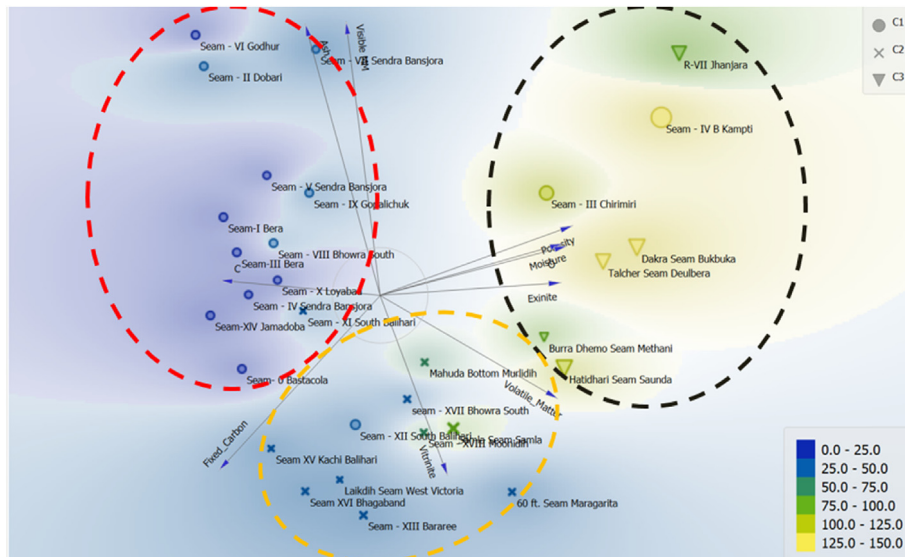 Seam - VI Godhur
Ash
Visible
M
Seam - VII Sendra Bansjora
Seam - II Dobari
R-VII Jhanjara
Seam - IV B Kampti
Seam - V Sendra Bansjora
Seam - IX Gopalichuk
Seam - III Chirimiri
Seam-I Bera
Seam - VIII Bhowra South
Seam-III Bera
C
Porosity
Moisture
O
Dakra Seam Bukbuka
Talcher Seam Deulbera
Seam - X Loyabad
Exinite
Seam - IV Sendra Bansjora
Seam-XIV Jamadoba
Seam - XI South Balihari
Burra Dhemo Seam Methani
Seam- 0 Bastacola
Mahuda Bottom Murlidih
Hatidhari Seam Saunda
Volatile_Matter
seam - XVII Bhowra South
Fixed_Carbon
Seam - XII South Balihari
Seam Samla
Seam - XVIII Moonidih
Vitrinite
Seam XV Kachi Balihari
Laikdih Seam West Victoria
Seam XVI Bhagaband
60 ft. Seam Maragarita
Seam - XIII Bararee
C1
C2
C3
0.0 - 25.0
25.0 - 50.0
50.0 - 75.0
75.0 - 100.0
100.0 - 125.0
125.0 - 150.0